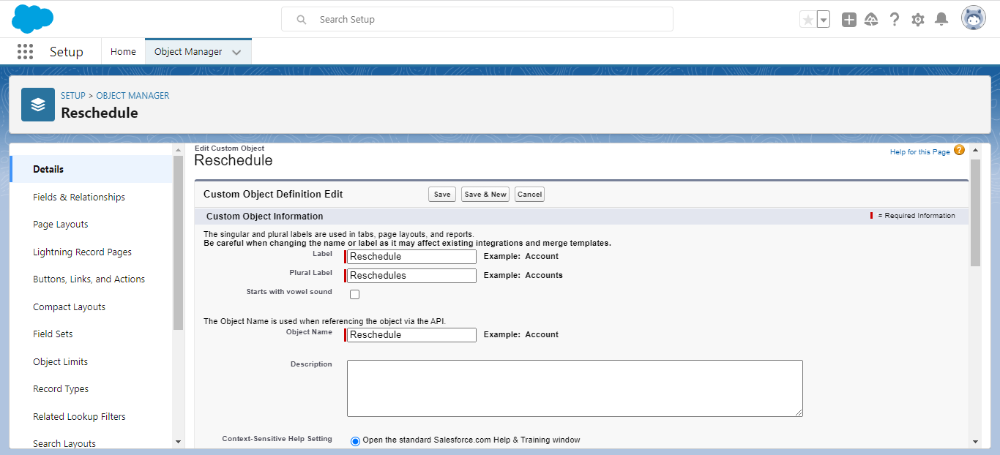 Search Setup
Setup
Home
Object Manager
SETUP > OBJECT MANAGER
Reschedule
Details
Fields & Relationships
Page Layouts
Lightning Record Pages
Buttons, Links, and Actions
Compact Layouts
Field Sets
Object Limits
Record Types
Related Lookup Filters
Search Layouts
Edit Custom Object
Reschedule
Help for this Page ?
Custom Object Definition Edit
Save
Save & New
Cancel
Custom Object Information
= Required Information
The singular and plural labels are used in tabs, page layouts, and reports.
Be careful when changing the name or label as it may affect existing integrations and merge templates.
Label Reschedule Example: Account
Plural Label Reschedules Example: Accounts
Starts with vowel sound
The Object Name is used when referencing the object via the API.
Object Name Reschedule Example: Account
Description
Context-Sensitive Help Setting Open the standard Salesforce.com Help & Training window